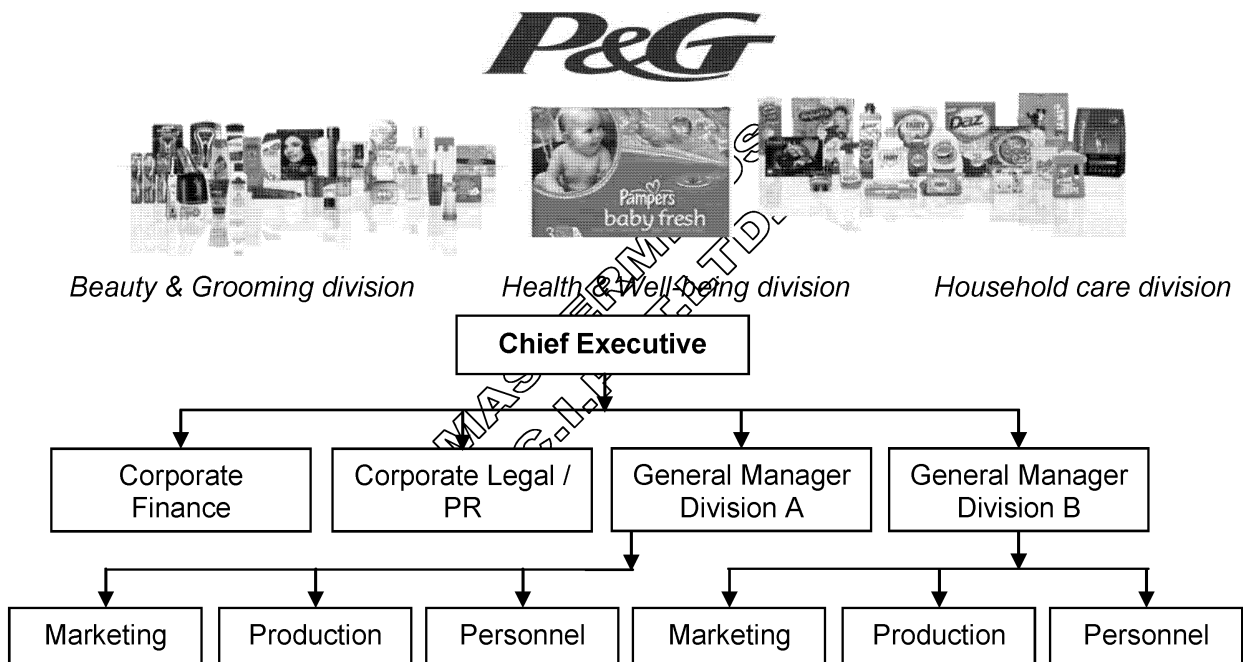 P&G
Pampers
baby fresh
Daz
Beauty & Grooming division
Health & Well-being division
Household care division
Chief Executive
Corporate
Finance
Corporate Legal /
PR
General Manager
Division A
General Manager
Division B
Marketing
Production
Personnel
Marketing
Production
Personnel